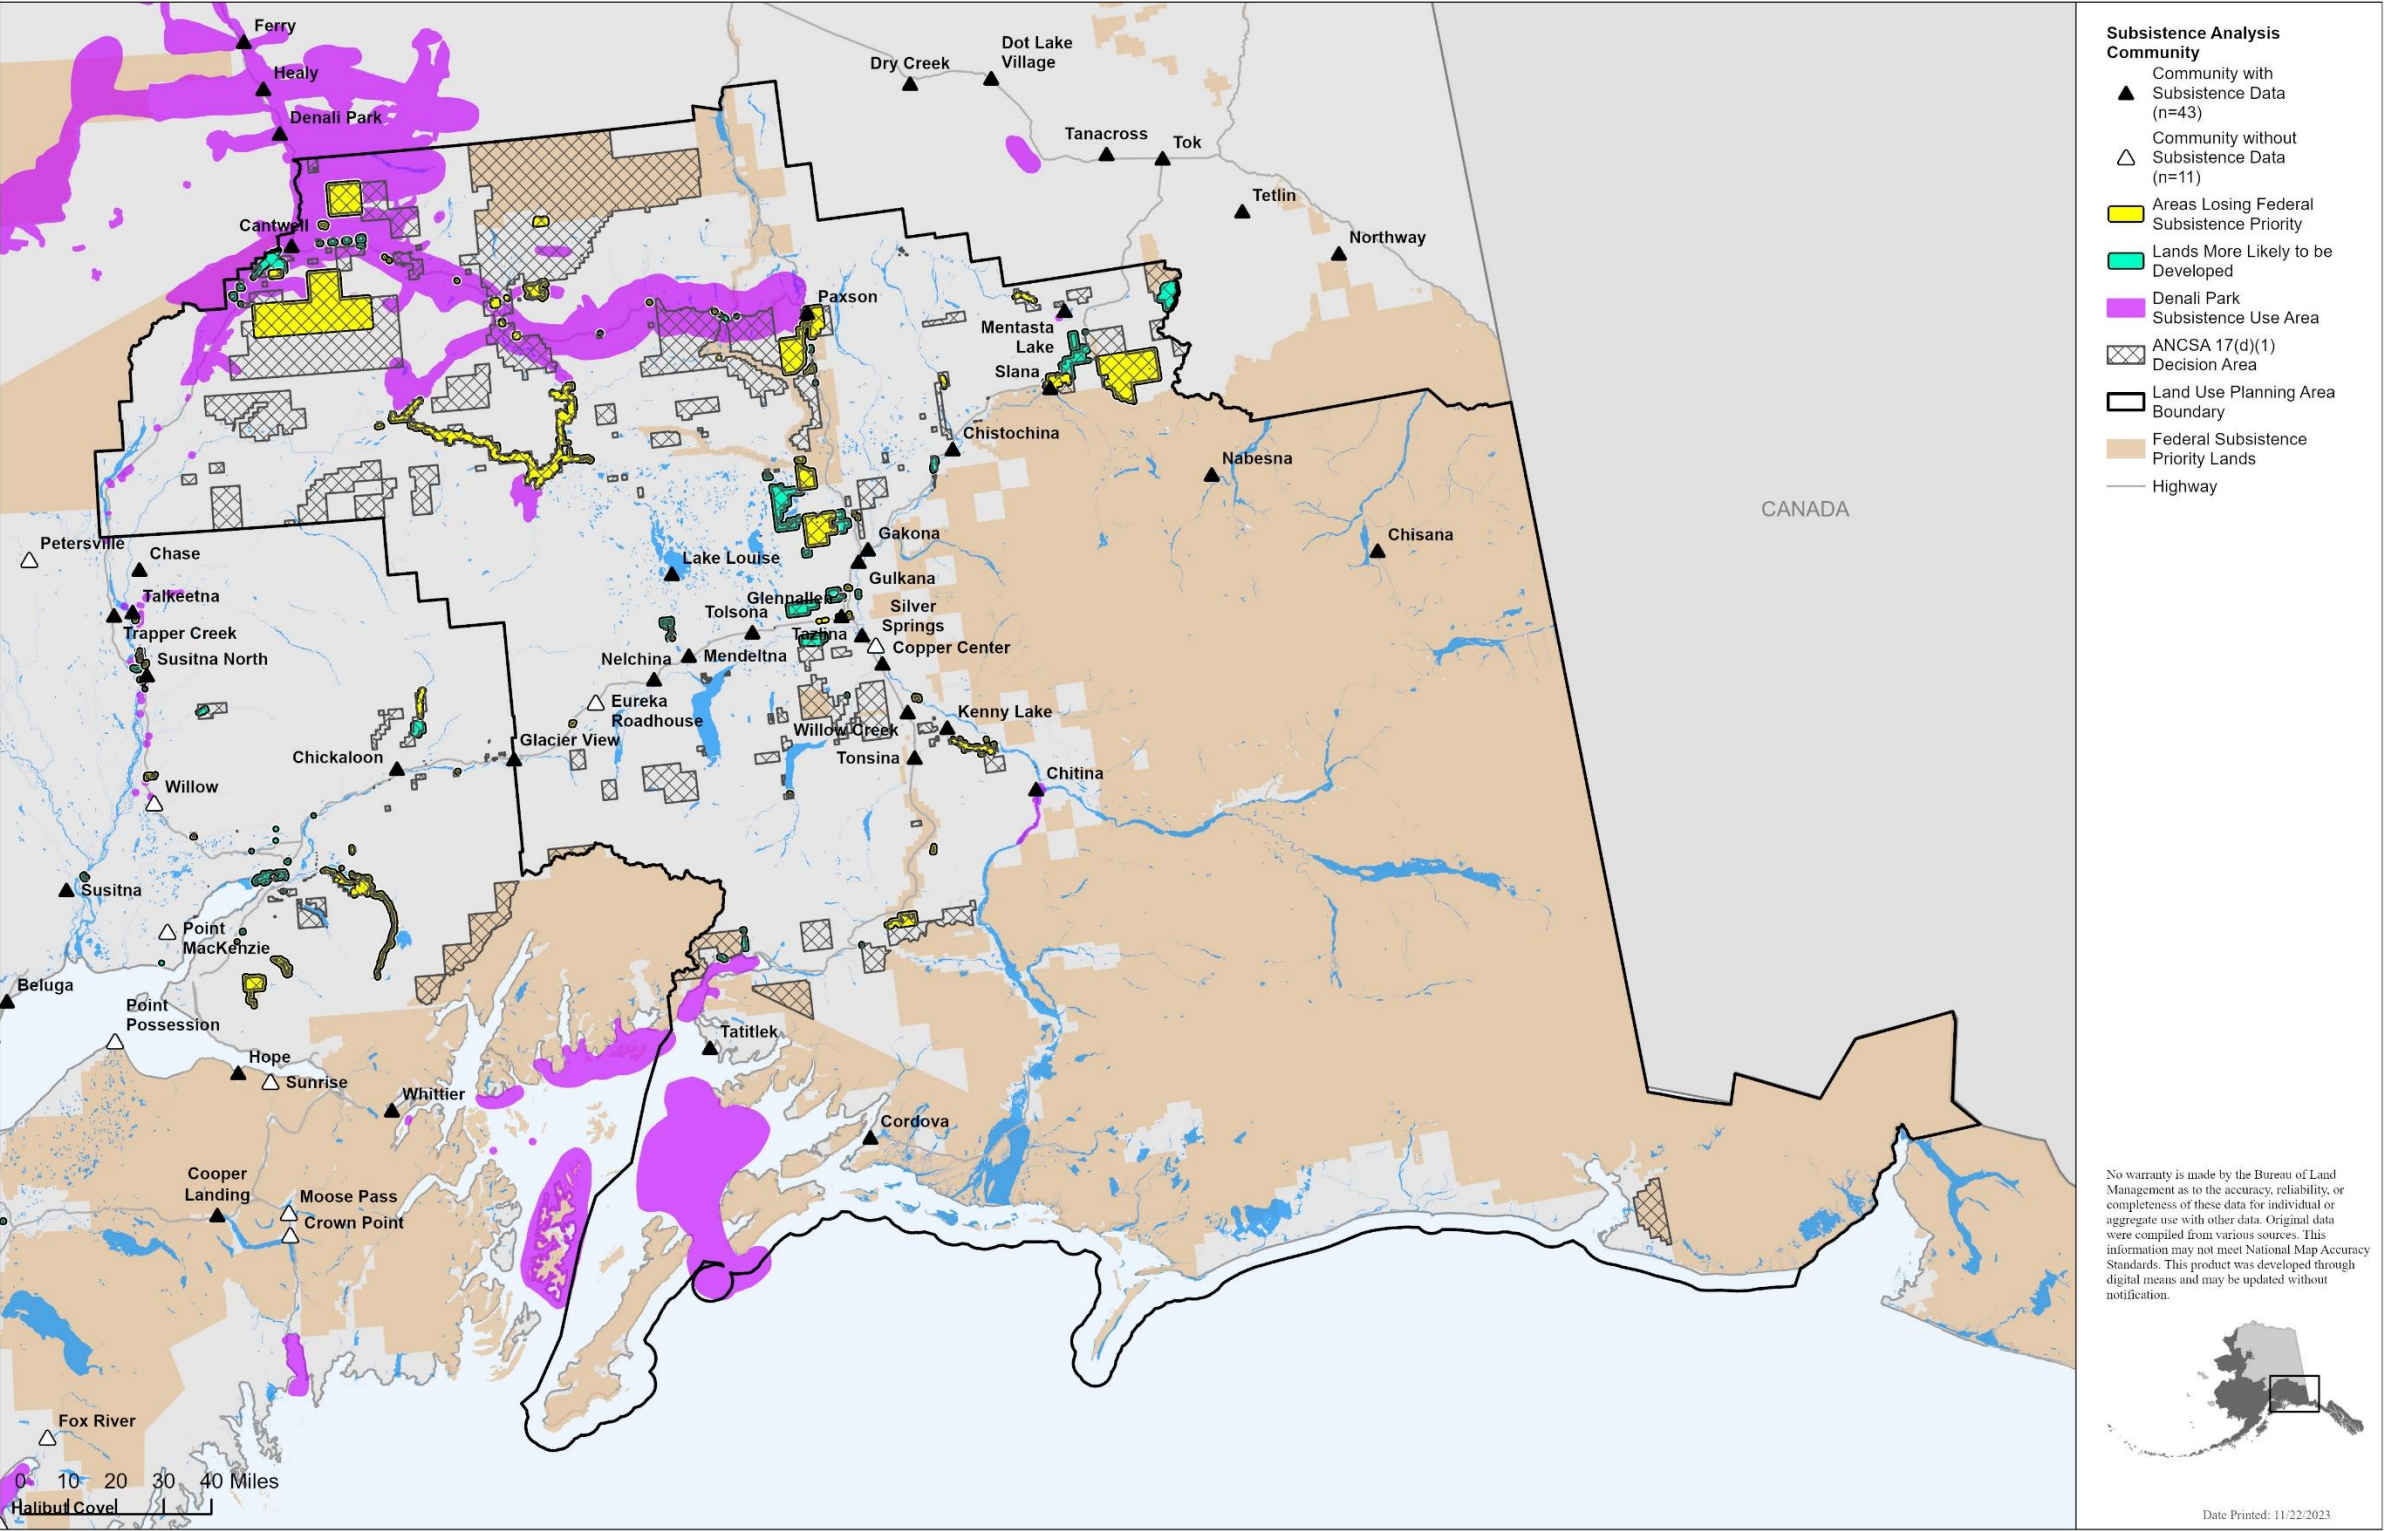 Ferry
Healy
Denali Park
Cantwell
Dry Creek
Dot Lake
Village
Tanacross
Tok
Tetlin
Northway
Paxson
Mentasta
Lake
Slana
Chistochina
Nabesna
Chisana
CANADA
Petersville
Chase
Talkeetna
Trapper Creek
Susitna North
Lake Louise
Gakona
Gulkana
Glennallen
Tolsona
Silver
Springs
Tazlina
Copper Center
Nelchina
Mendeltna
Eureka
Roadhouse
Willow Creek
Kenny Lake
Glacier View
Chickaloon
Tonsina
Chitina
Willow
Susitna
Point
MacKenzie
Beluga
Point
Possession
Hope
Sunrise
Whittier
Tatitlek
Cordova
Cooper
Landing
Moose Pass
Crown Point
Fox River
0 10 20 30 40 Miles
Halibut Cove
Subsistence Analysis
Community
Community with
Subsistence Data
(n=43)
Community without
Subsistence Data
(n=11)
Areas Losing Federal
Subsistence Priority
Lands More Likely to be
Developed
Denali Park
Subsistence Use Area
ANCSA 17(d)(1)
Decision Area
Land Use Planning Area
Boundary
Federal Subsistence
Priority Lands
Highway
No warranty is made by the Bureau of Land
Management as to the accuracy, reliability, or
completeness of these data for individual or
aggregate use with other data. Original data
were compiled from various sources. This
information may not meet National Map Accuracy
Standards. This product was developed through
digital means and may be updated without
notification.
Date Printed: 11/22/2023